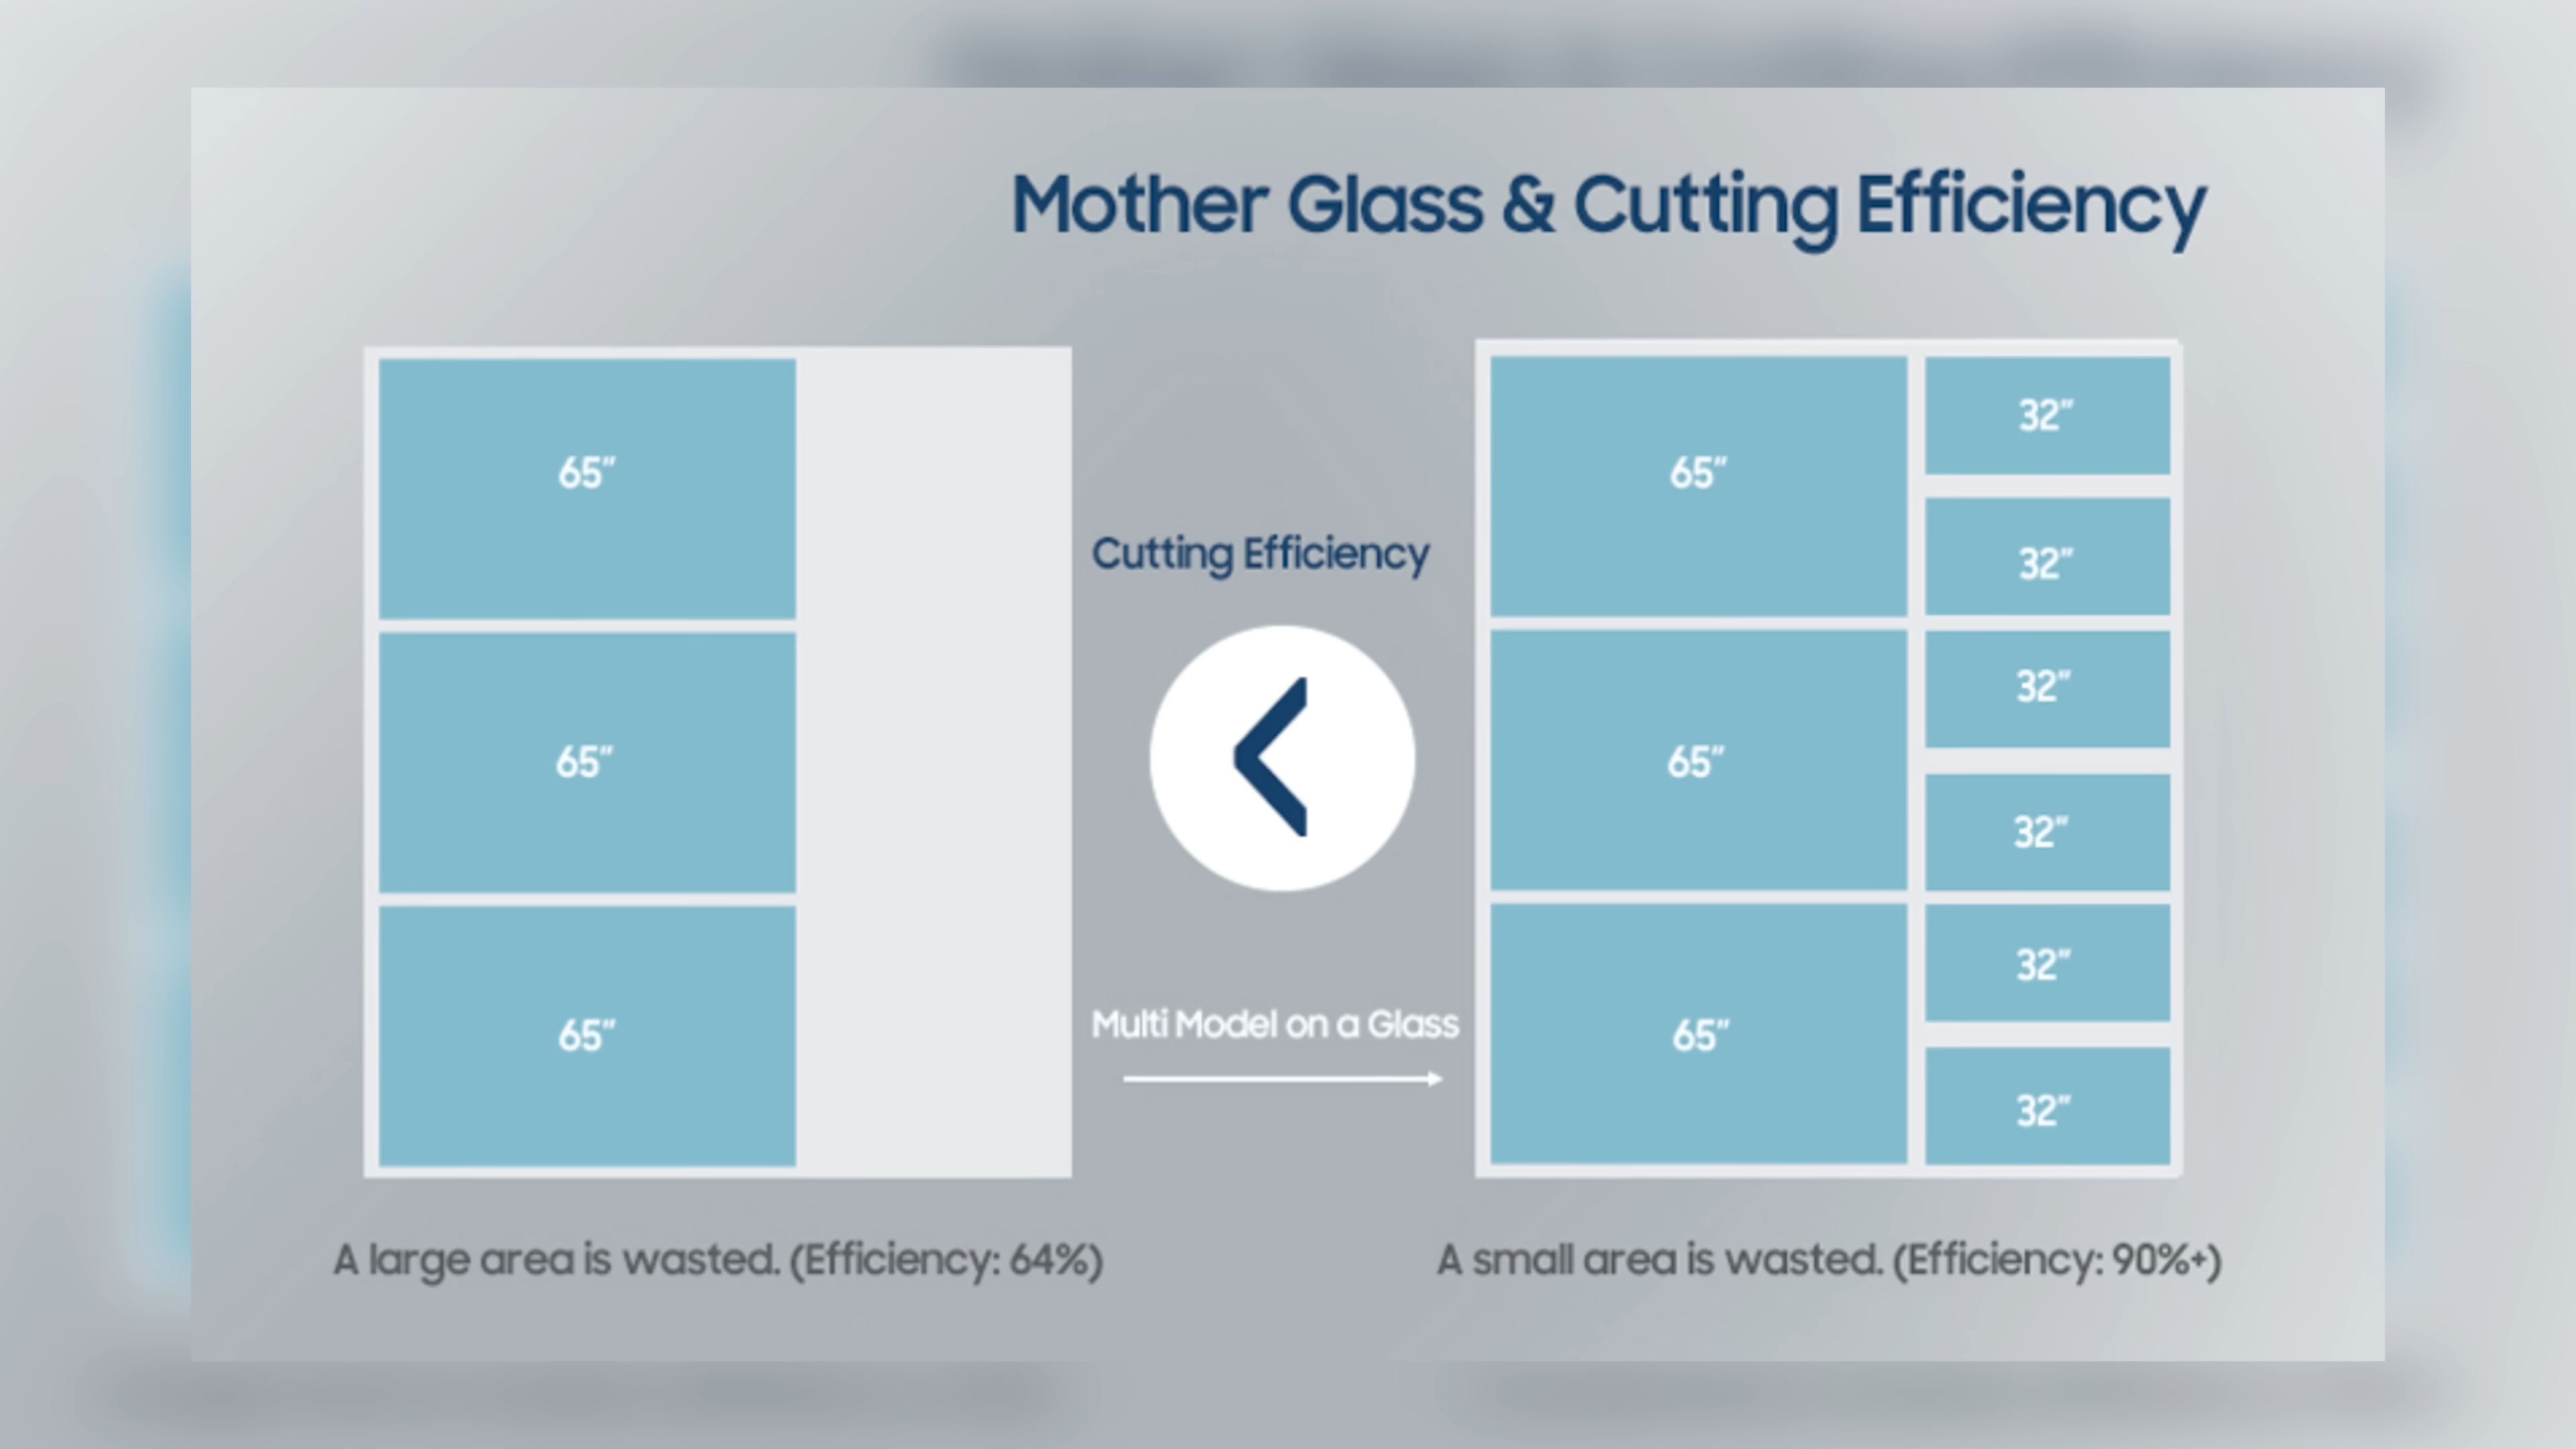 Mother Glass & Cutting Efficiency
65”
65”
65”
A large area is wasted. (Efficiency: 64%)
Cutting Efficiency
<
Multi Model on a Glass
65”
65”
65”
32”
32”
32”
32”
32”
32”
A small area is wasted. (Efficiency: 90%+)